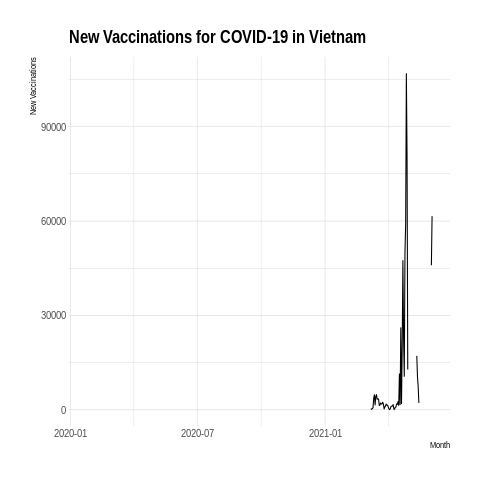 New Vaccinations for COVID-19 in Vietnam
New Vaccinations
90000
60000
30000
0
2020-01
2020-07
2021-01
Month